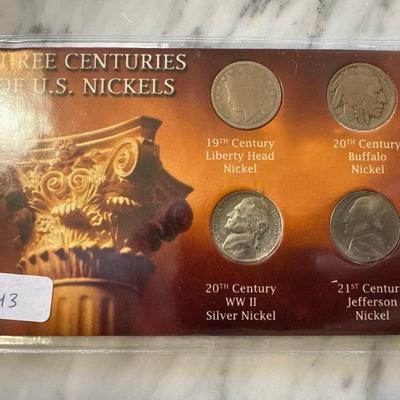 THREE CENTURIES
OF U.S. NICKELS
19TH Century
Liberty Head
Nickel
20TH Century
Buffalo
Nickel
20TH Century
WW II
Silver Nickel
21ST Century
Jefferson
Nickel